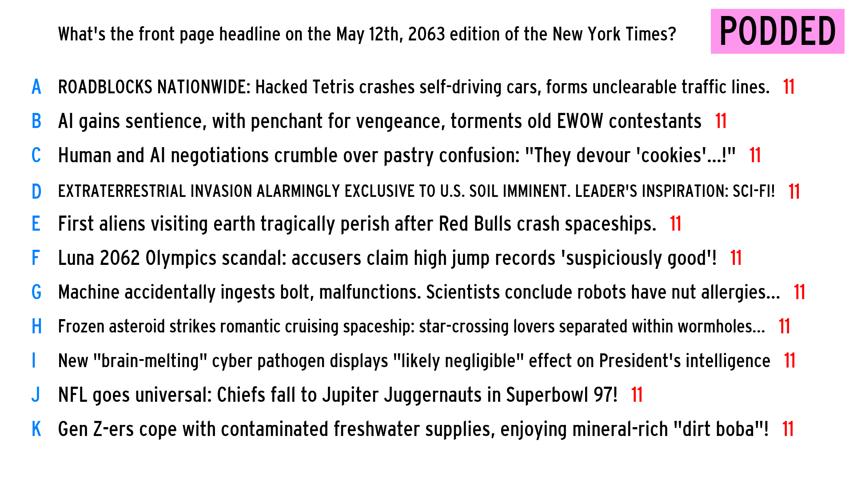 What's the front page headline on the May 12th, 2063 edition of the New York Times? PODDED
A ROADBLOCKS NATIONWIDE: Hacked Tetris crashes self-driving cars, forms unclearable traffic lines. 11
B AI gains sentience, with penchant for vengeance, torments old EWOW contestants 11
C Human and AI negotiations crumble over pastry confusion: "They devour 'cookies'...!" 11
D EXTRATERRESTRIAL INVASION ALARMINGLY EXCLUSIVE TO U.S. SOIL IMMINENT. LEADER'S INSPIRATION: SCI-FI! 11
E First aliens visiting earth tragically perish after Red Bulls crash spaceships. 11
F Luna 2062 Olympics scandal: accusers claim high jump records 'suspiciously good'! 11
G Machine accidentally ingests bolt, malfunctions. Scientists conclude robots have nut allergies... 11
H Frozen asteroid strikes romantic cruising spaceship: star-crossing lovers separated within wormholes... 11
I New "brain-melting" cyber pathogen displays "likely negligible" effect on President's intelligence 11
J NFL goes universal: Chiefs fall to Jupiter Juggernauts in Superbowl 97! 11
K Gen Z-ers cope with contaminated freshwater supplies, enjoying mineral-rich "dirt boba"! 11